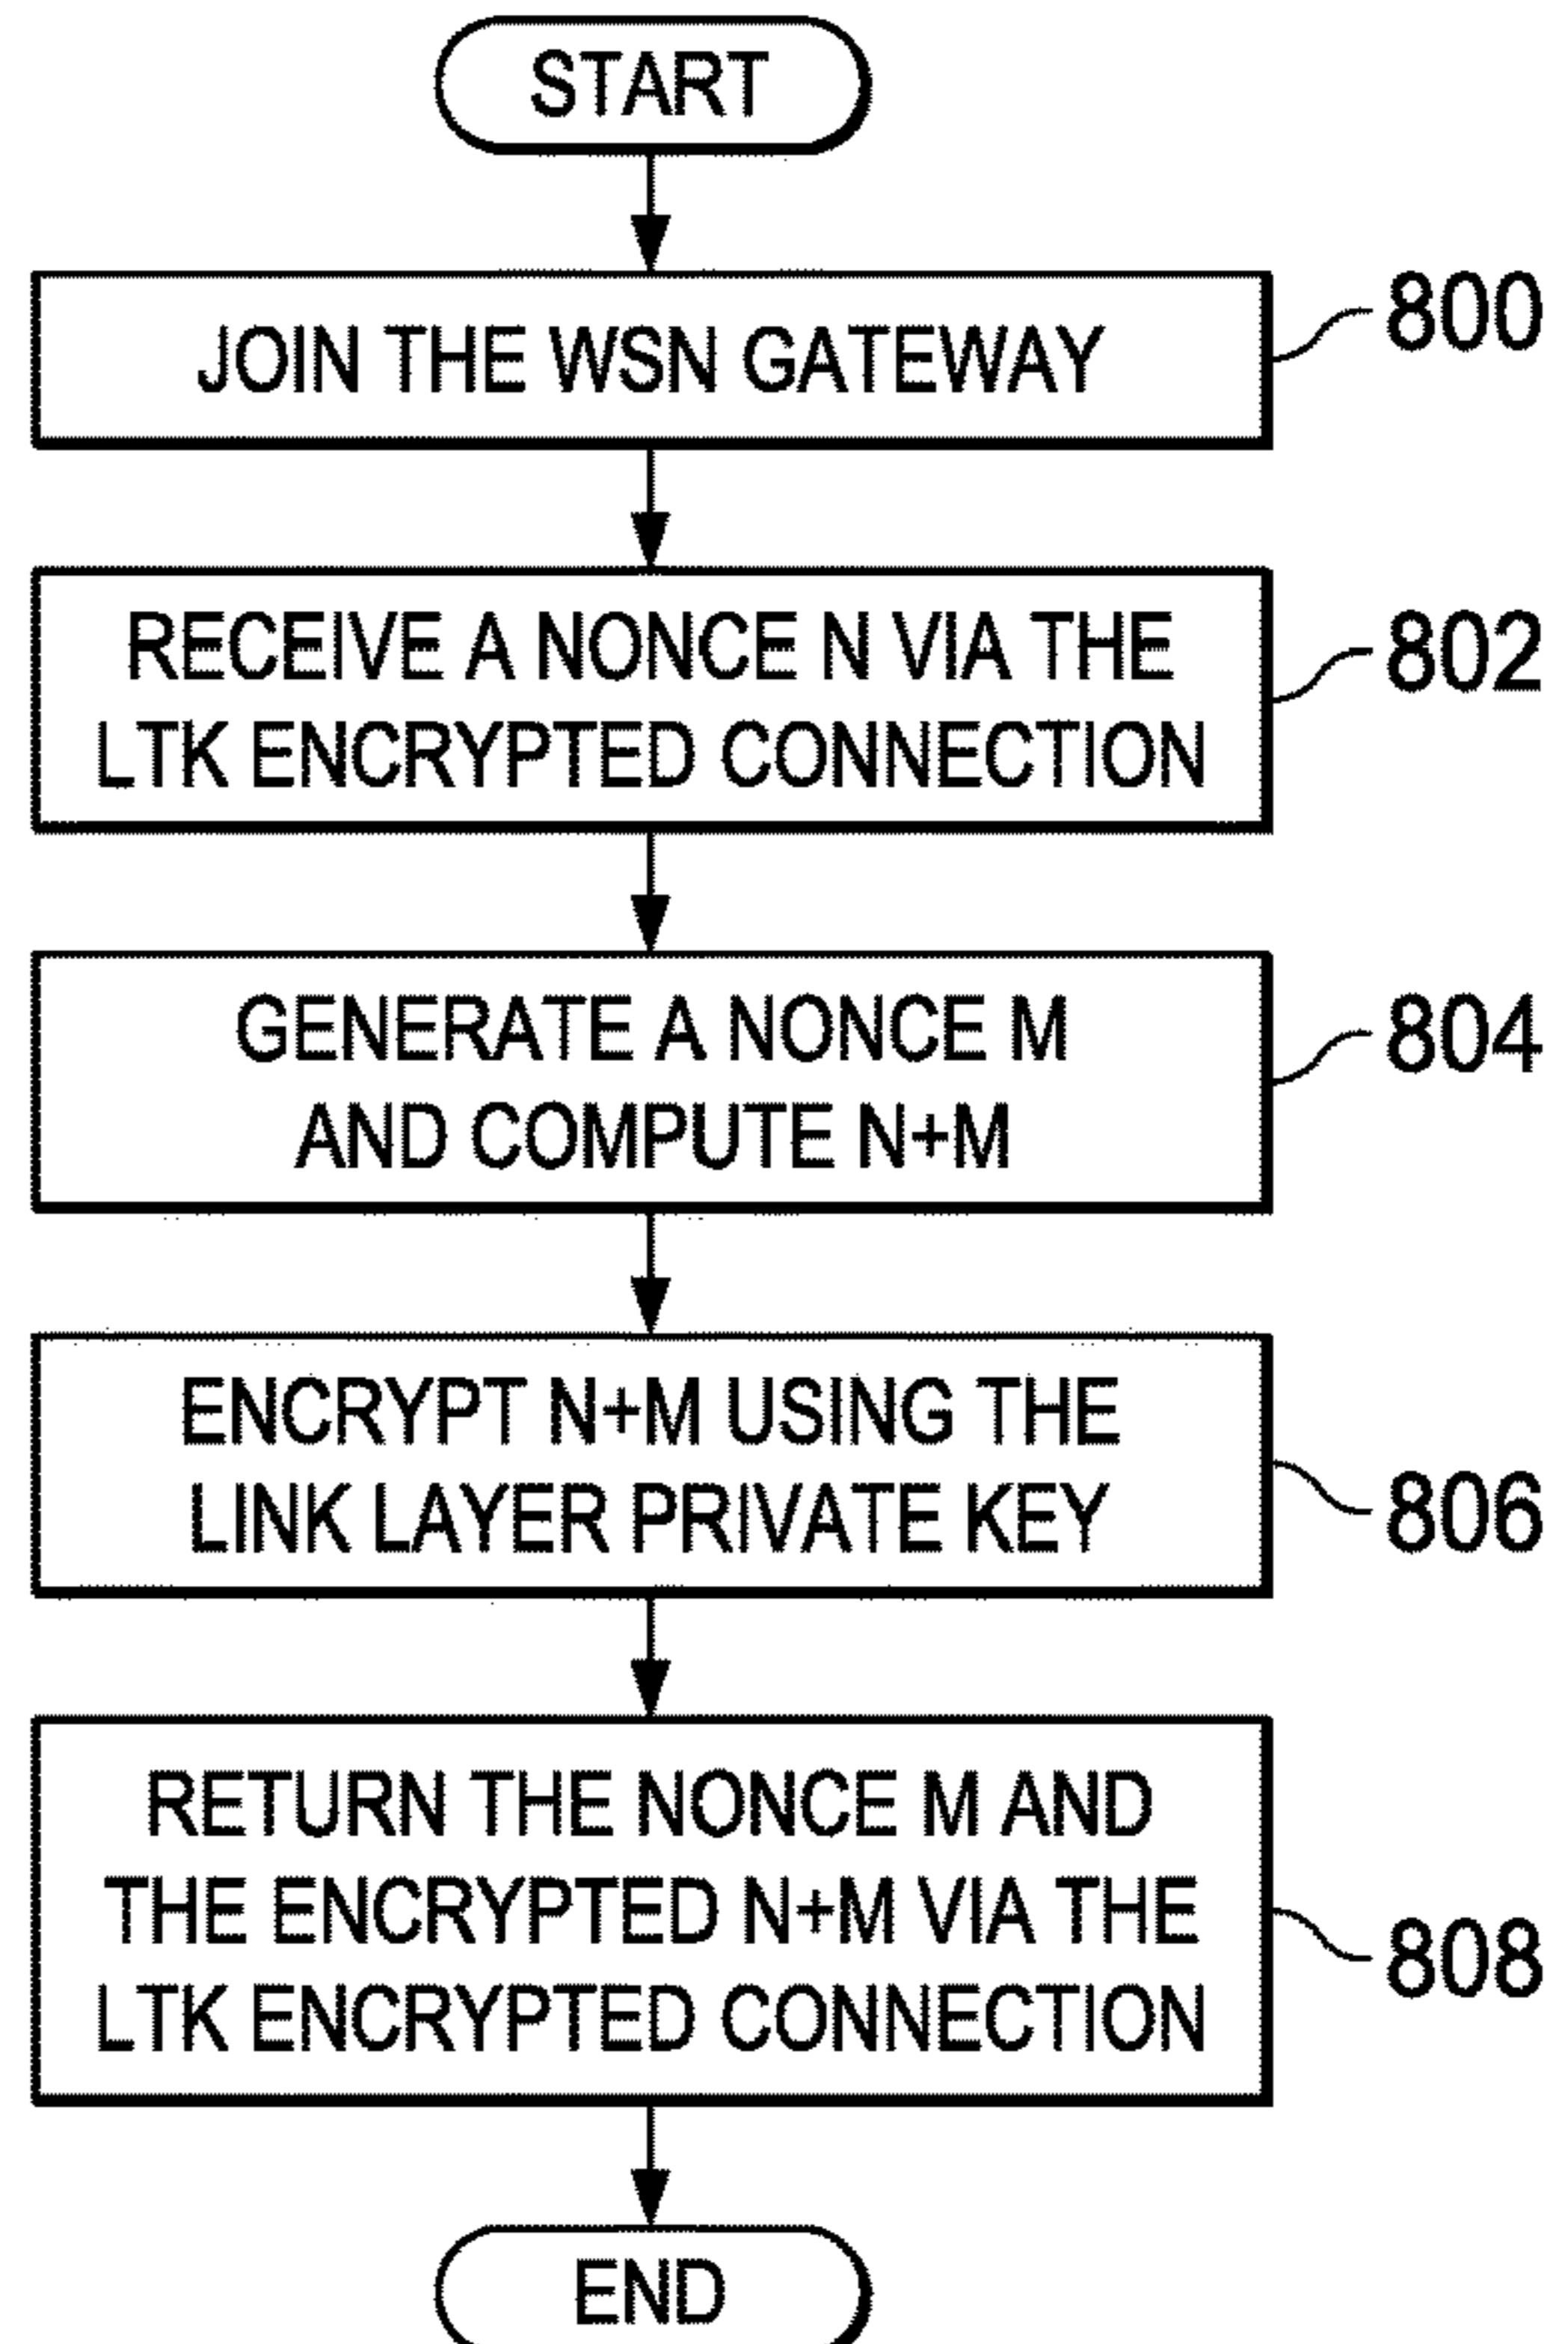 START
JOIN THE WSN GATEWAY
800
RECEIVE A NONCE N VIA THE
LTK ENCRYPTED CONNECTION
802
GENERATE A NONCE M
AND COMPUTE N+M
804
ENCRYPT N+M USING THE
LINK LAYER PRIVATE KEY
806
RETURN THE NONCE M AND
THE ENCRYPTED N+M VIA THE
LTK ENCRYPTED CONNECTION
808
END